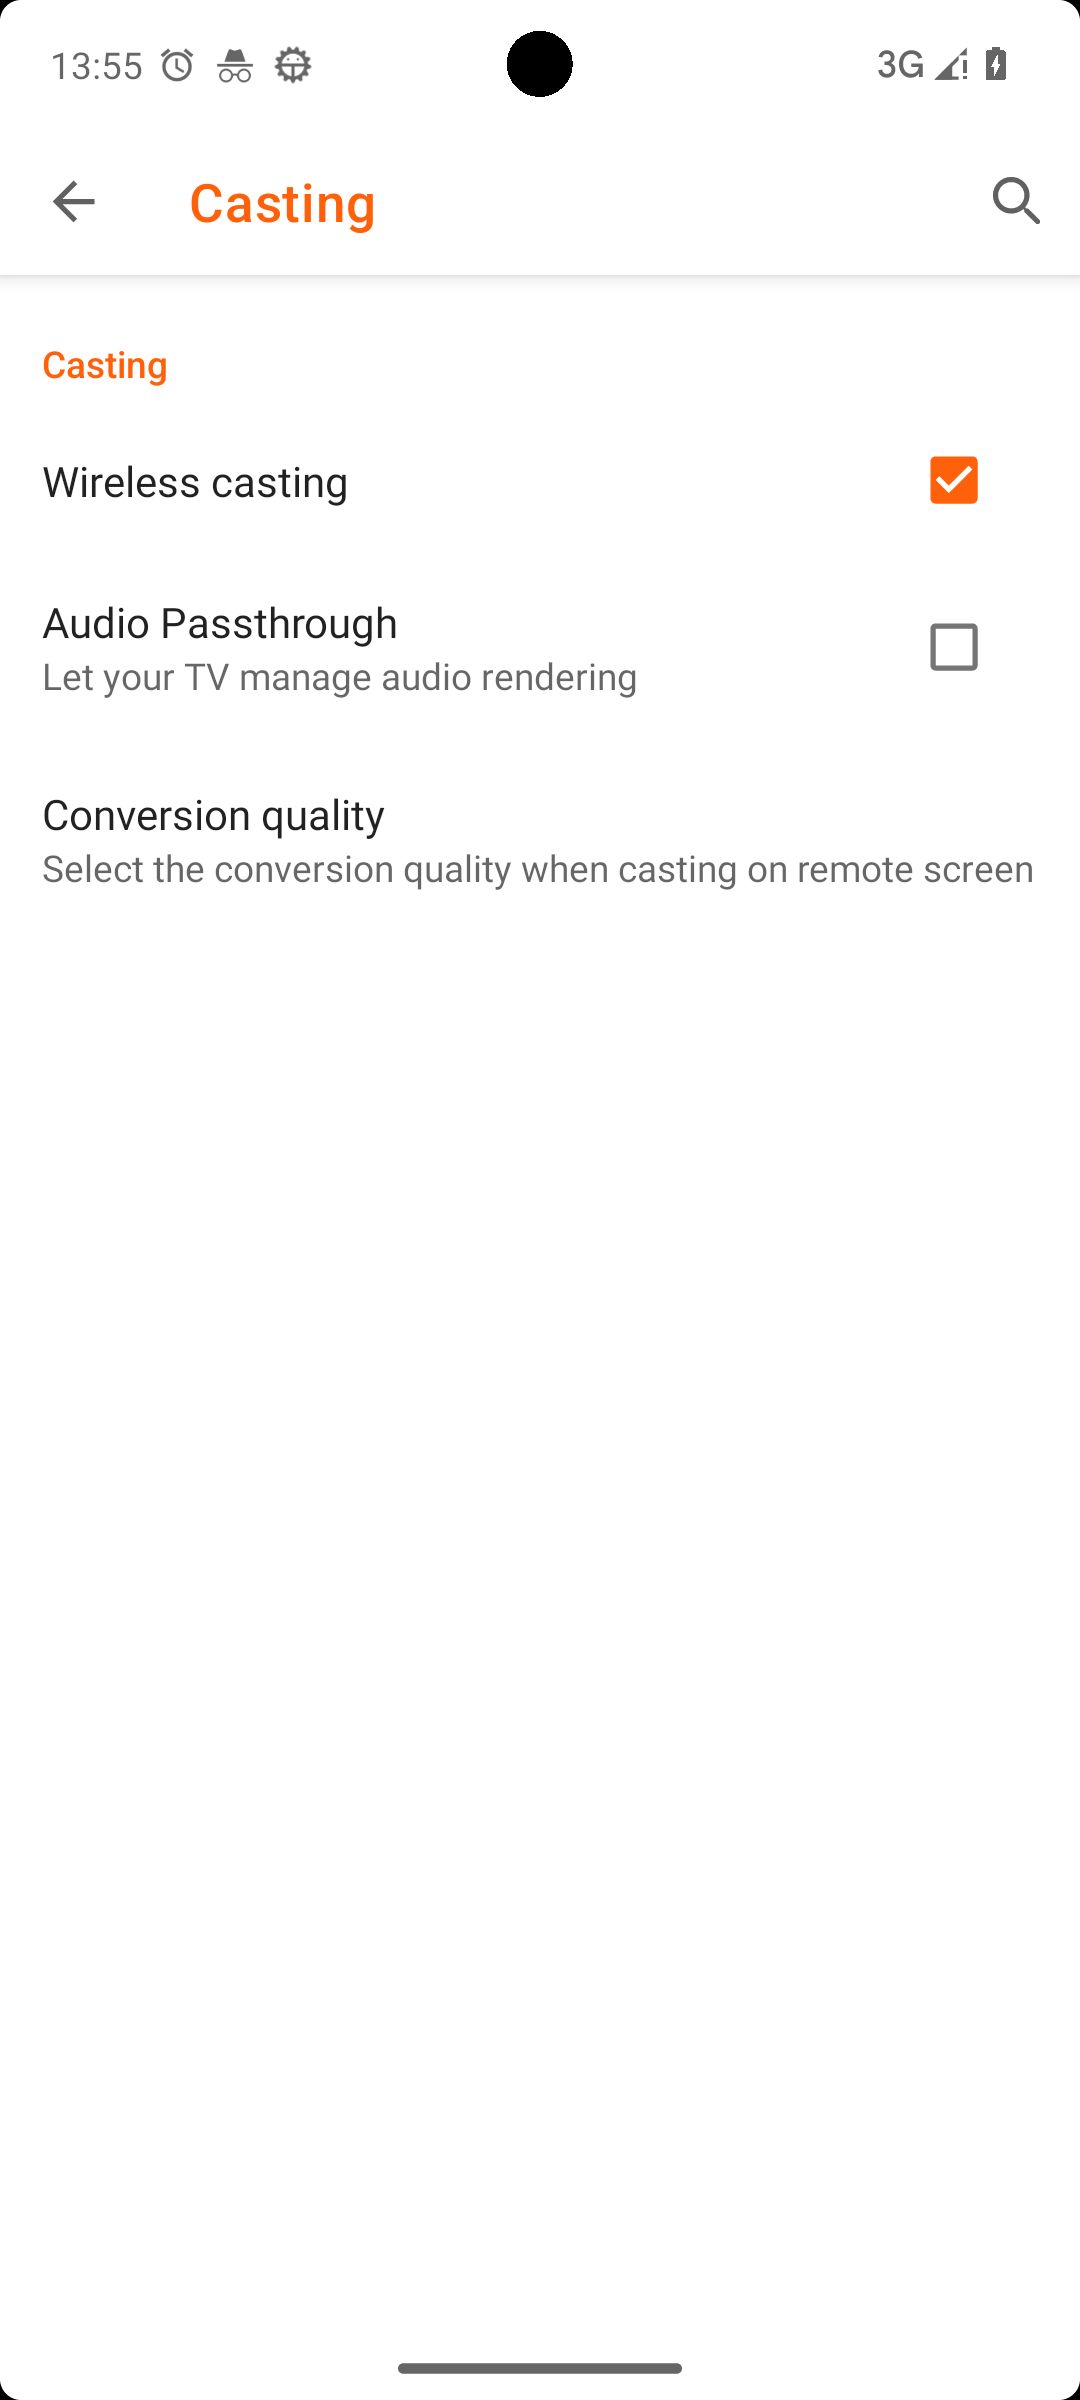 13:55
3G
Casting
Casting
Wireless casting
Audio Passthrough
Let your TV manage audio rendering
Conversion quality
Select the conversion quality when casting on remote screen